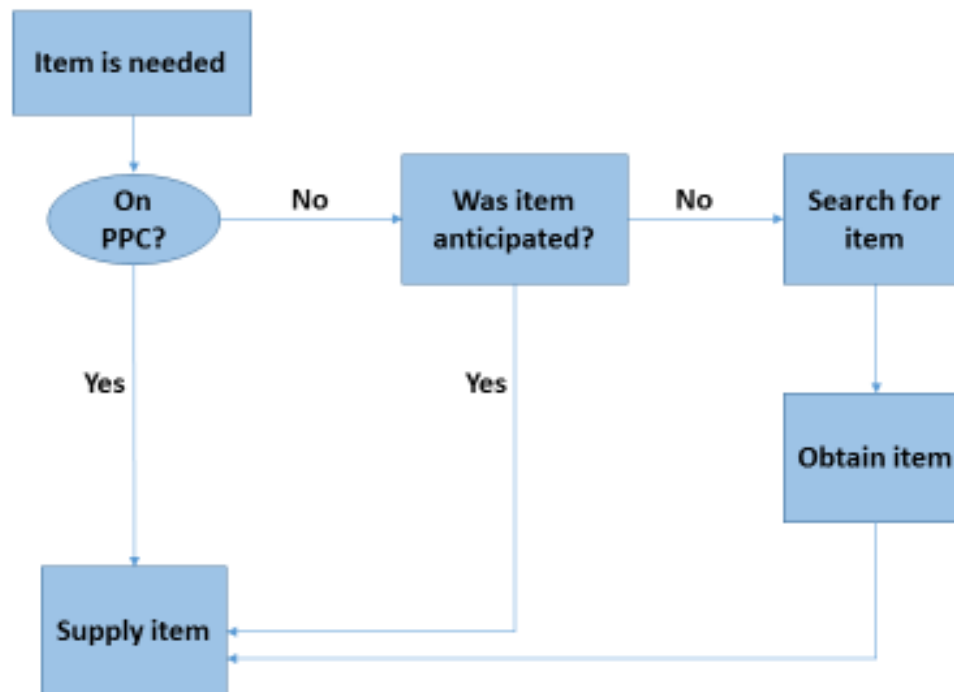 Item is needed
On
PPC?
No
Was item
anticipated?
No
Search for
item
Yes
Yes
Obtain item
Supply item